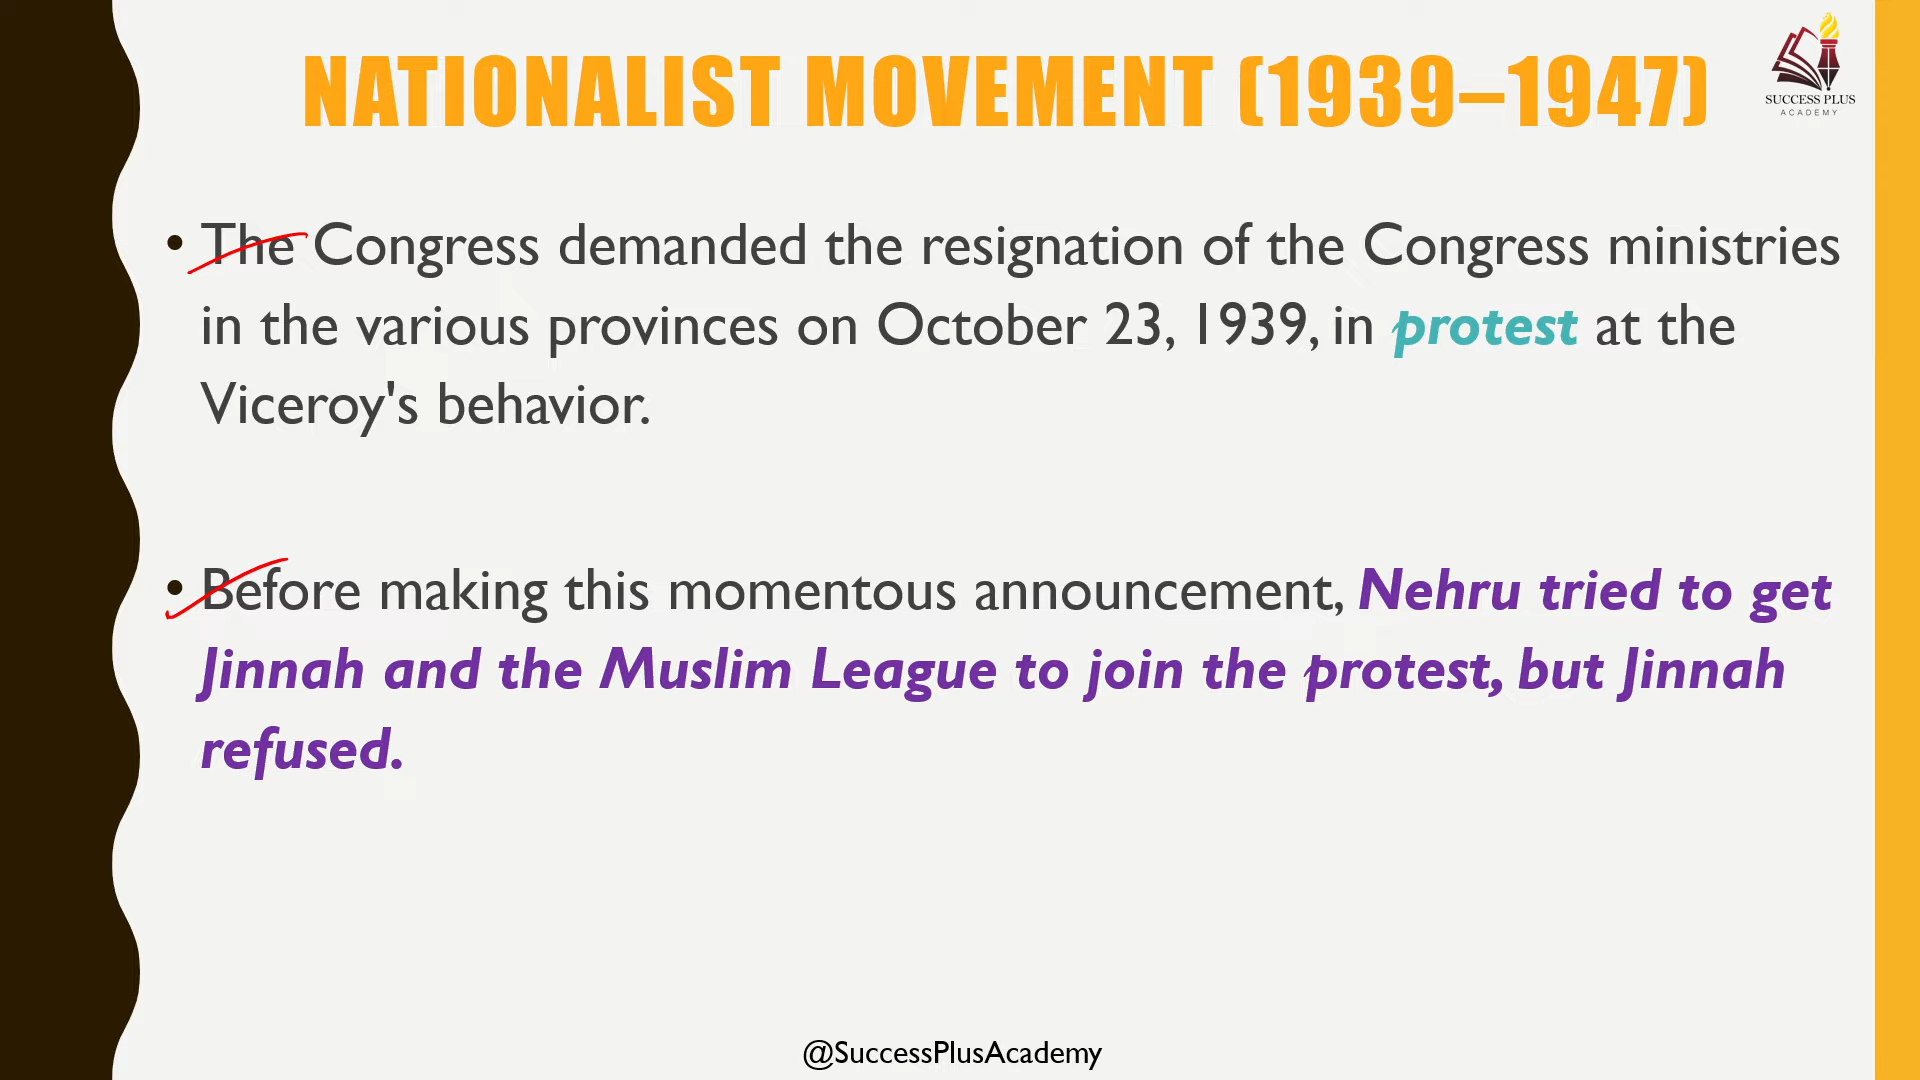 NATIONALIST MOVEMENT (1939–1947)
SUCCESS PLUS
ACADEMY
• The Congress demanded the resignation of the Congress ministries
in the various provinces on October 23, 1939, in protest at the
Viceroy's behavior.
• Before making this momentous announcement, Nehru tried to get
Jinnah and the Muslim League to join the protest, but Jinnah
refused.
@SuccessPlusAcademy